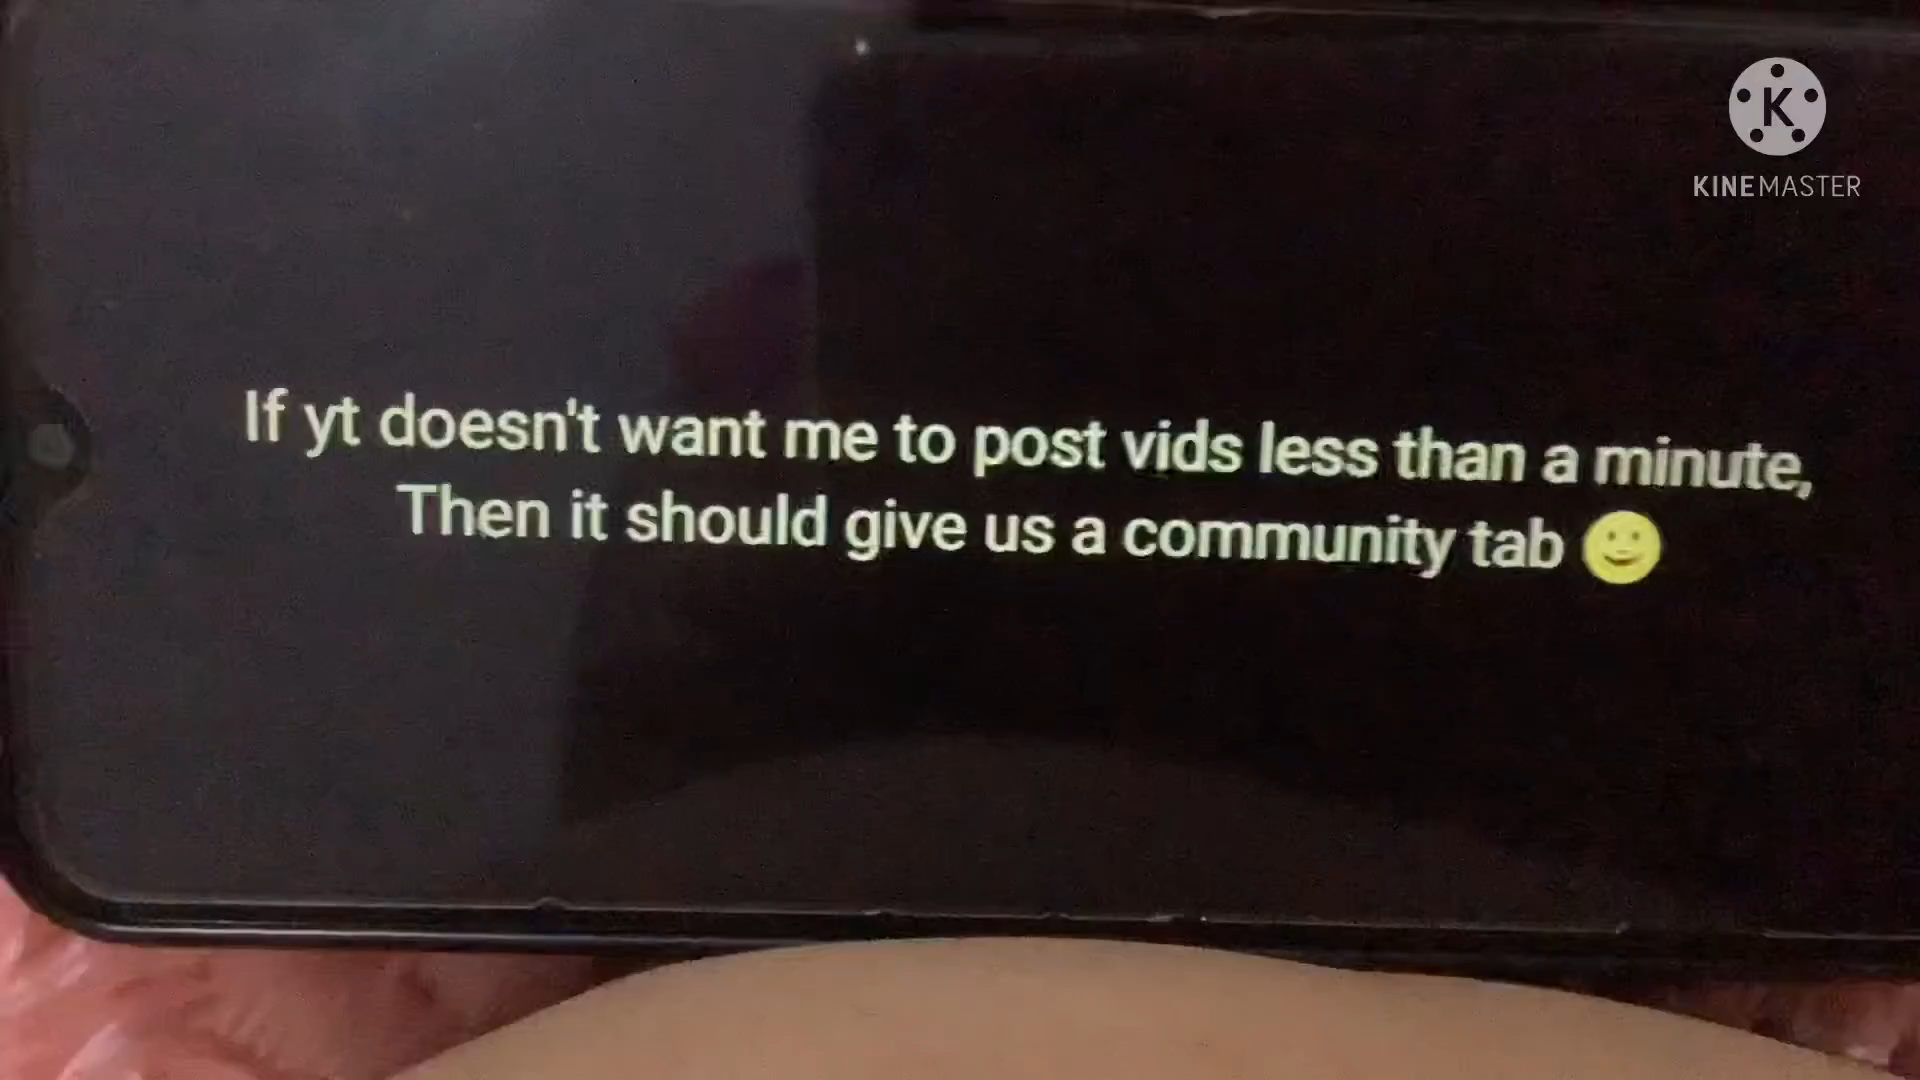 K
KINEMASTER
If yt doesn't want me to post vids less than a minute,
Then it should give us a community tab 🙂